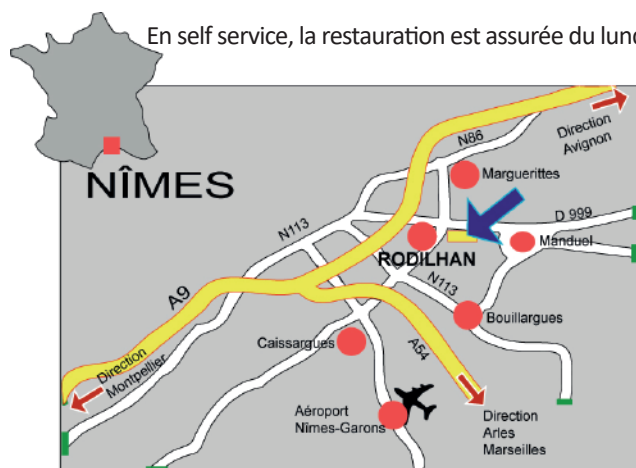 En self service, la restauration est assurée du lund
N86
Direction
Avignon
Marguerittes
NÎMES
N113
D 999
Manduel
RODILHAN
N113
A9
Bouillargues
Caissargues
A54
Direction
Montpellier
Aéroport
Nîmes-Garons
Direction
Arles
Marseilles